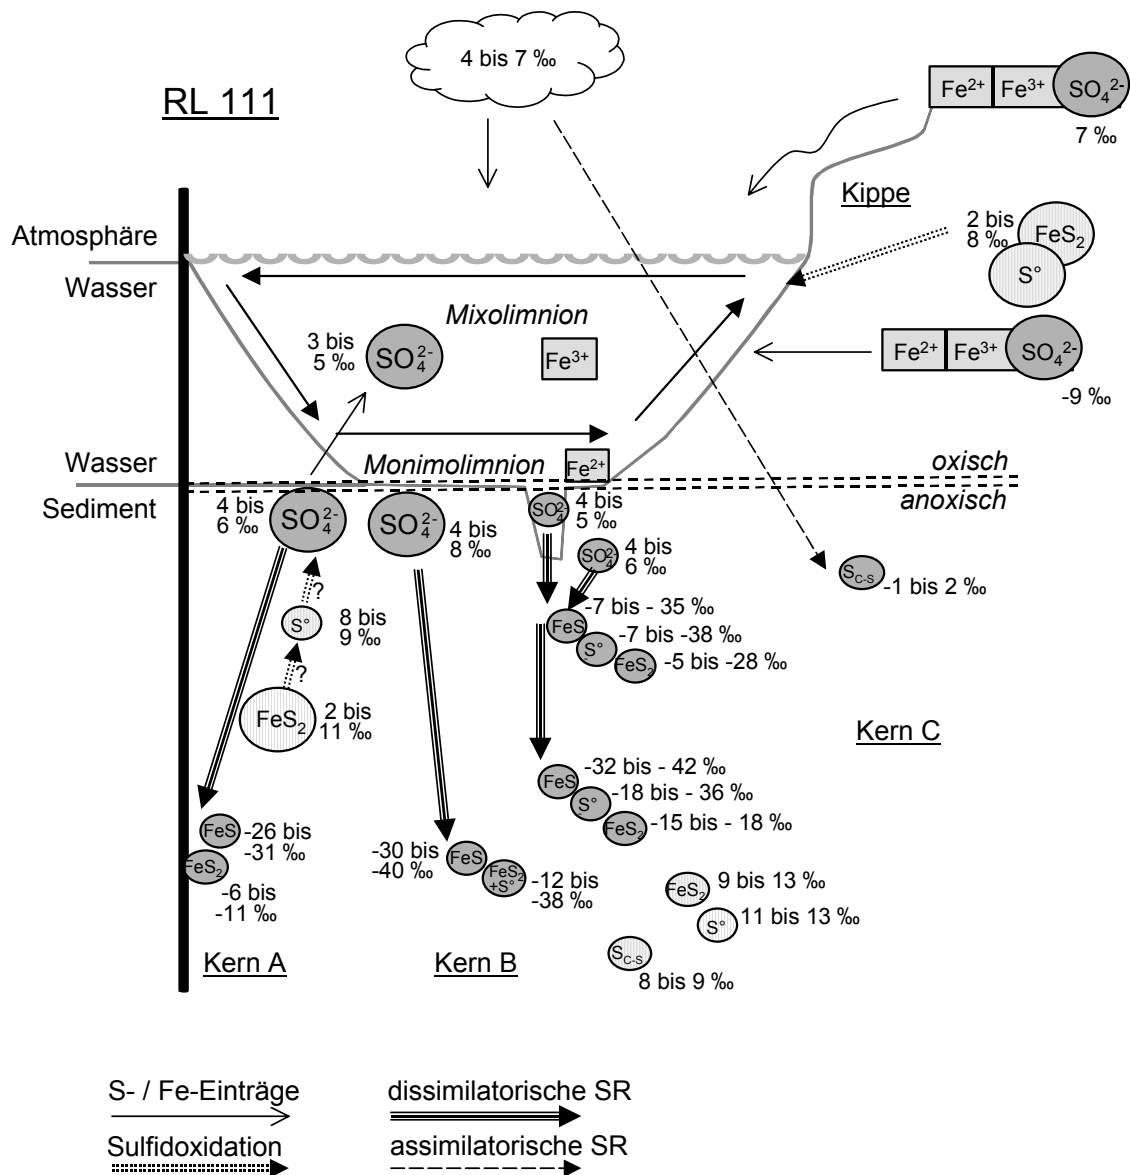 4 bis 7 ‰
RL 111
Fe2+
Fe3+
SO42-
7 ‰
Kippe
2 bis
8 ‰
FeS2
S°
Atmosphäre
Wasser
Mixolimnion
3 bis
5 ‰
SO42-
Fe3+
Fe2+
Fe3+
SO42-
-9 ‰
Wasser
Sediment
Monimolimnion
Fe2+
oxisch
anoxisch
4 bis
6 ‰
SO42-
SO42-
4 bis
8 ‰
SO42-
4 bis
5 ‰
SO42-
4 bis
6 ‰
SC-S
-1 bis 2 ‰
?
S°
8 bis
9 ‰
?
FeS2
2 bis
11 ‰
FeS
-7 bis - 35 ‰
S°
-7 bis -38 ‰
FeS2
-5 bis -28 ‰
Kern C
FeS
-32 bis - 42 ‰
S°
-18 bis - 36 ‰
FeS2
-15 bis - 18 ‰
FeS
-26 bis
-31 ‰
FeS2
-6 bis
-11 ‰
-30 bis
-40 ‰
FeS
FeS2
+S°
-12 bis
-38 ‰
FeS2
9 bis 13 ‰
S°
11 bis 13 ‰
SC-S
8 bis 9 ‰
Kern A
Kern B
S- / Fe-Einträge
dissimilatorische SR
Sulfidoxidation
assimilatorische SR